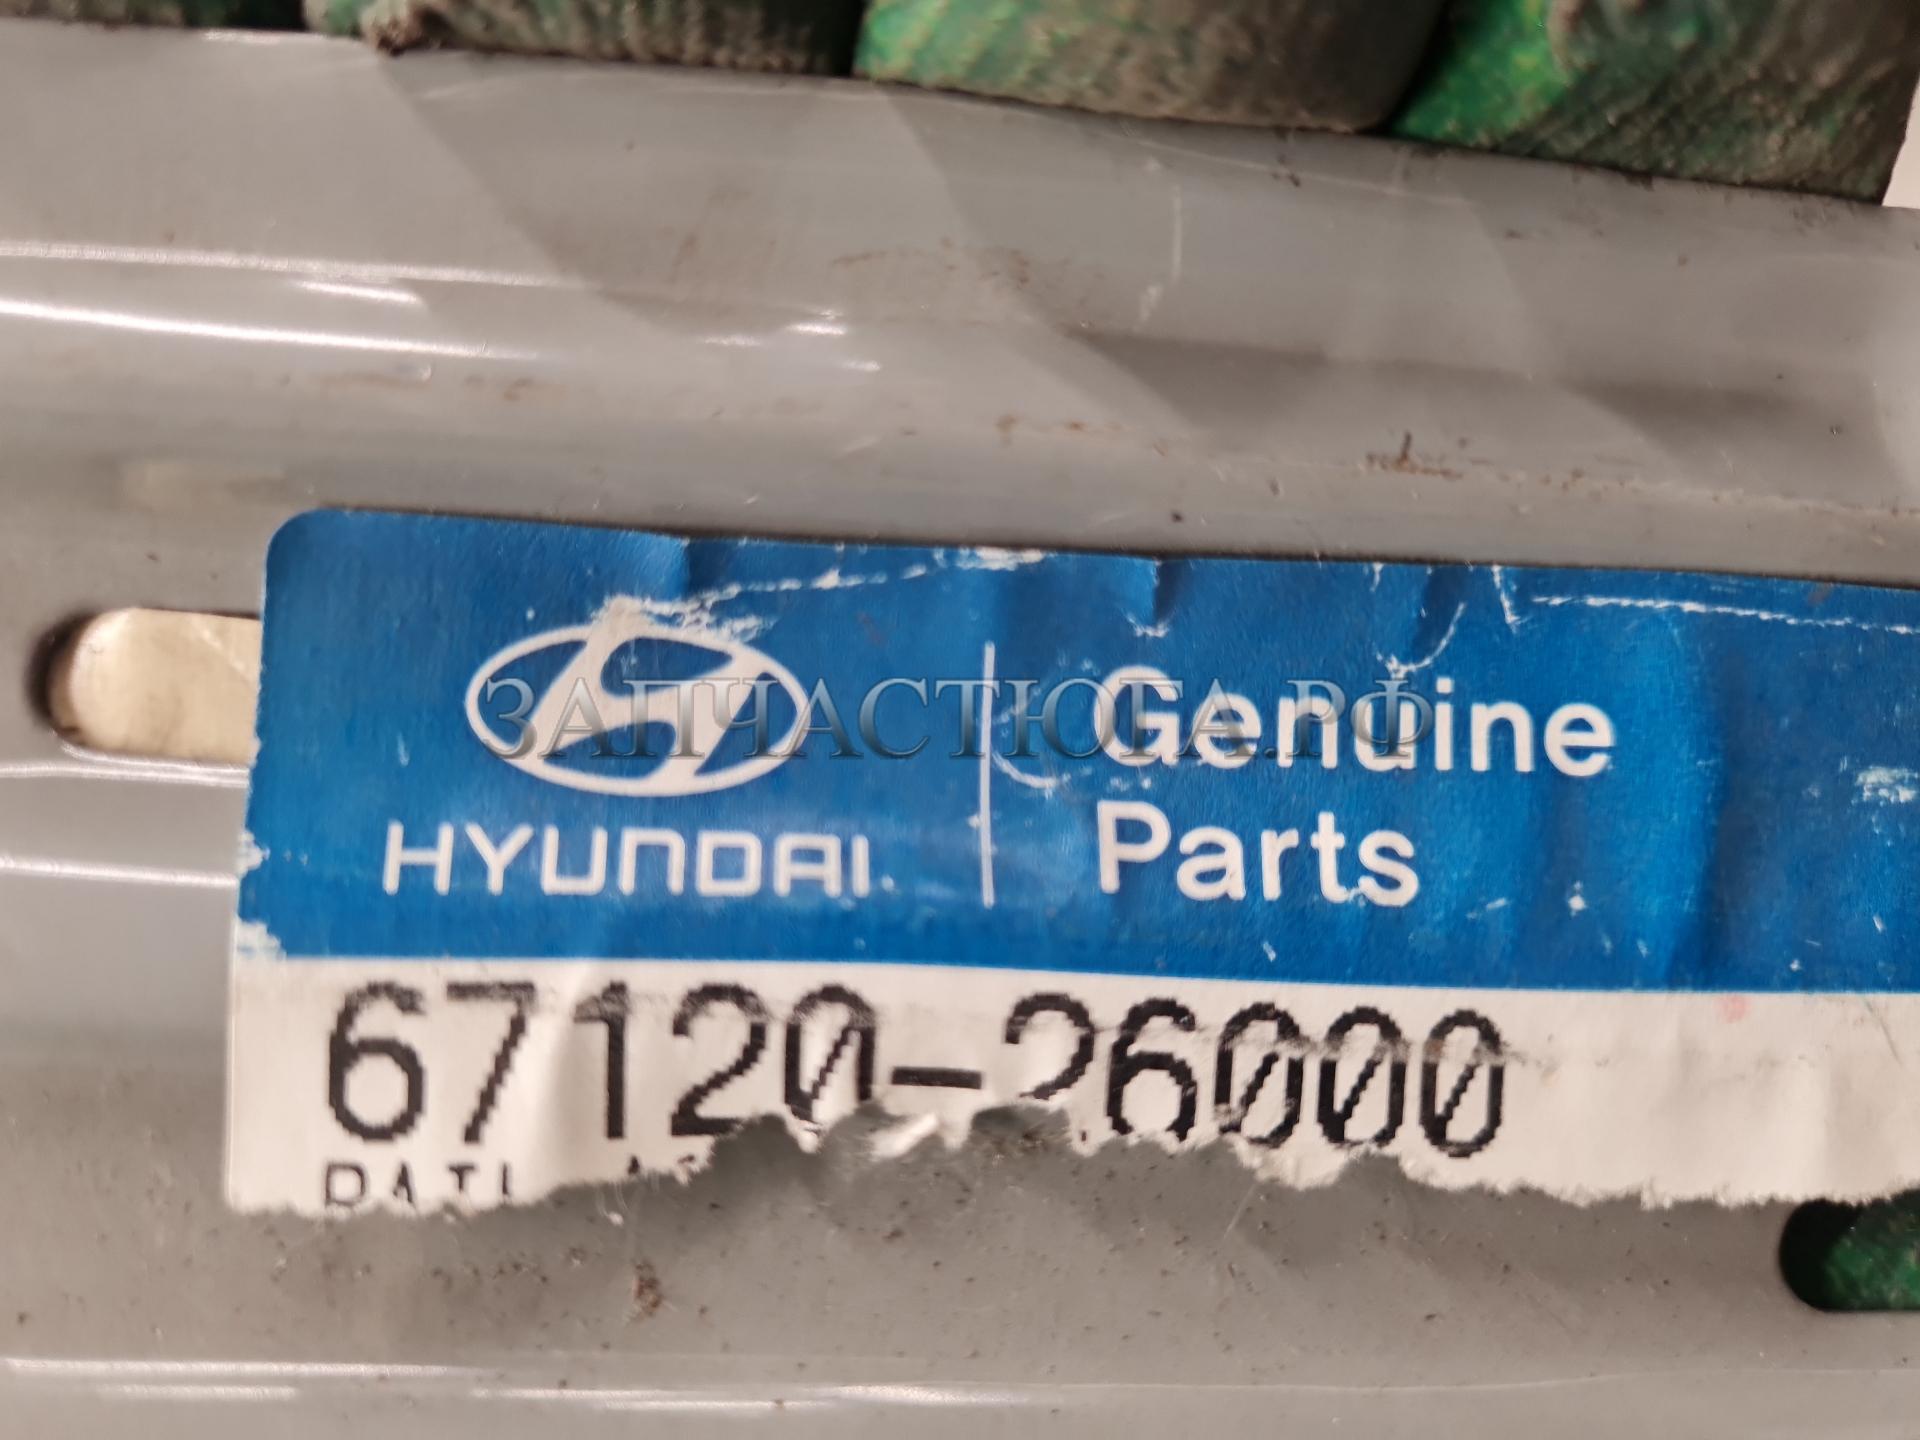 ЗАПЧАСТЮГА.РФ
Genuine
HYUNDAI
Parts
67120-26000